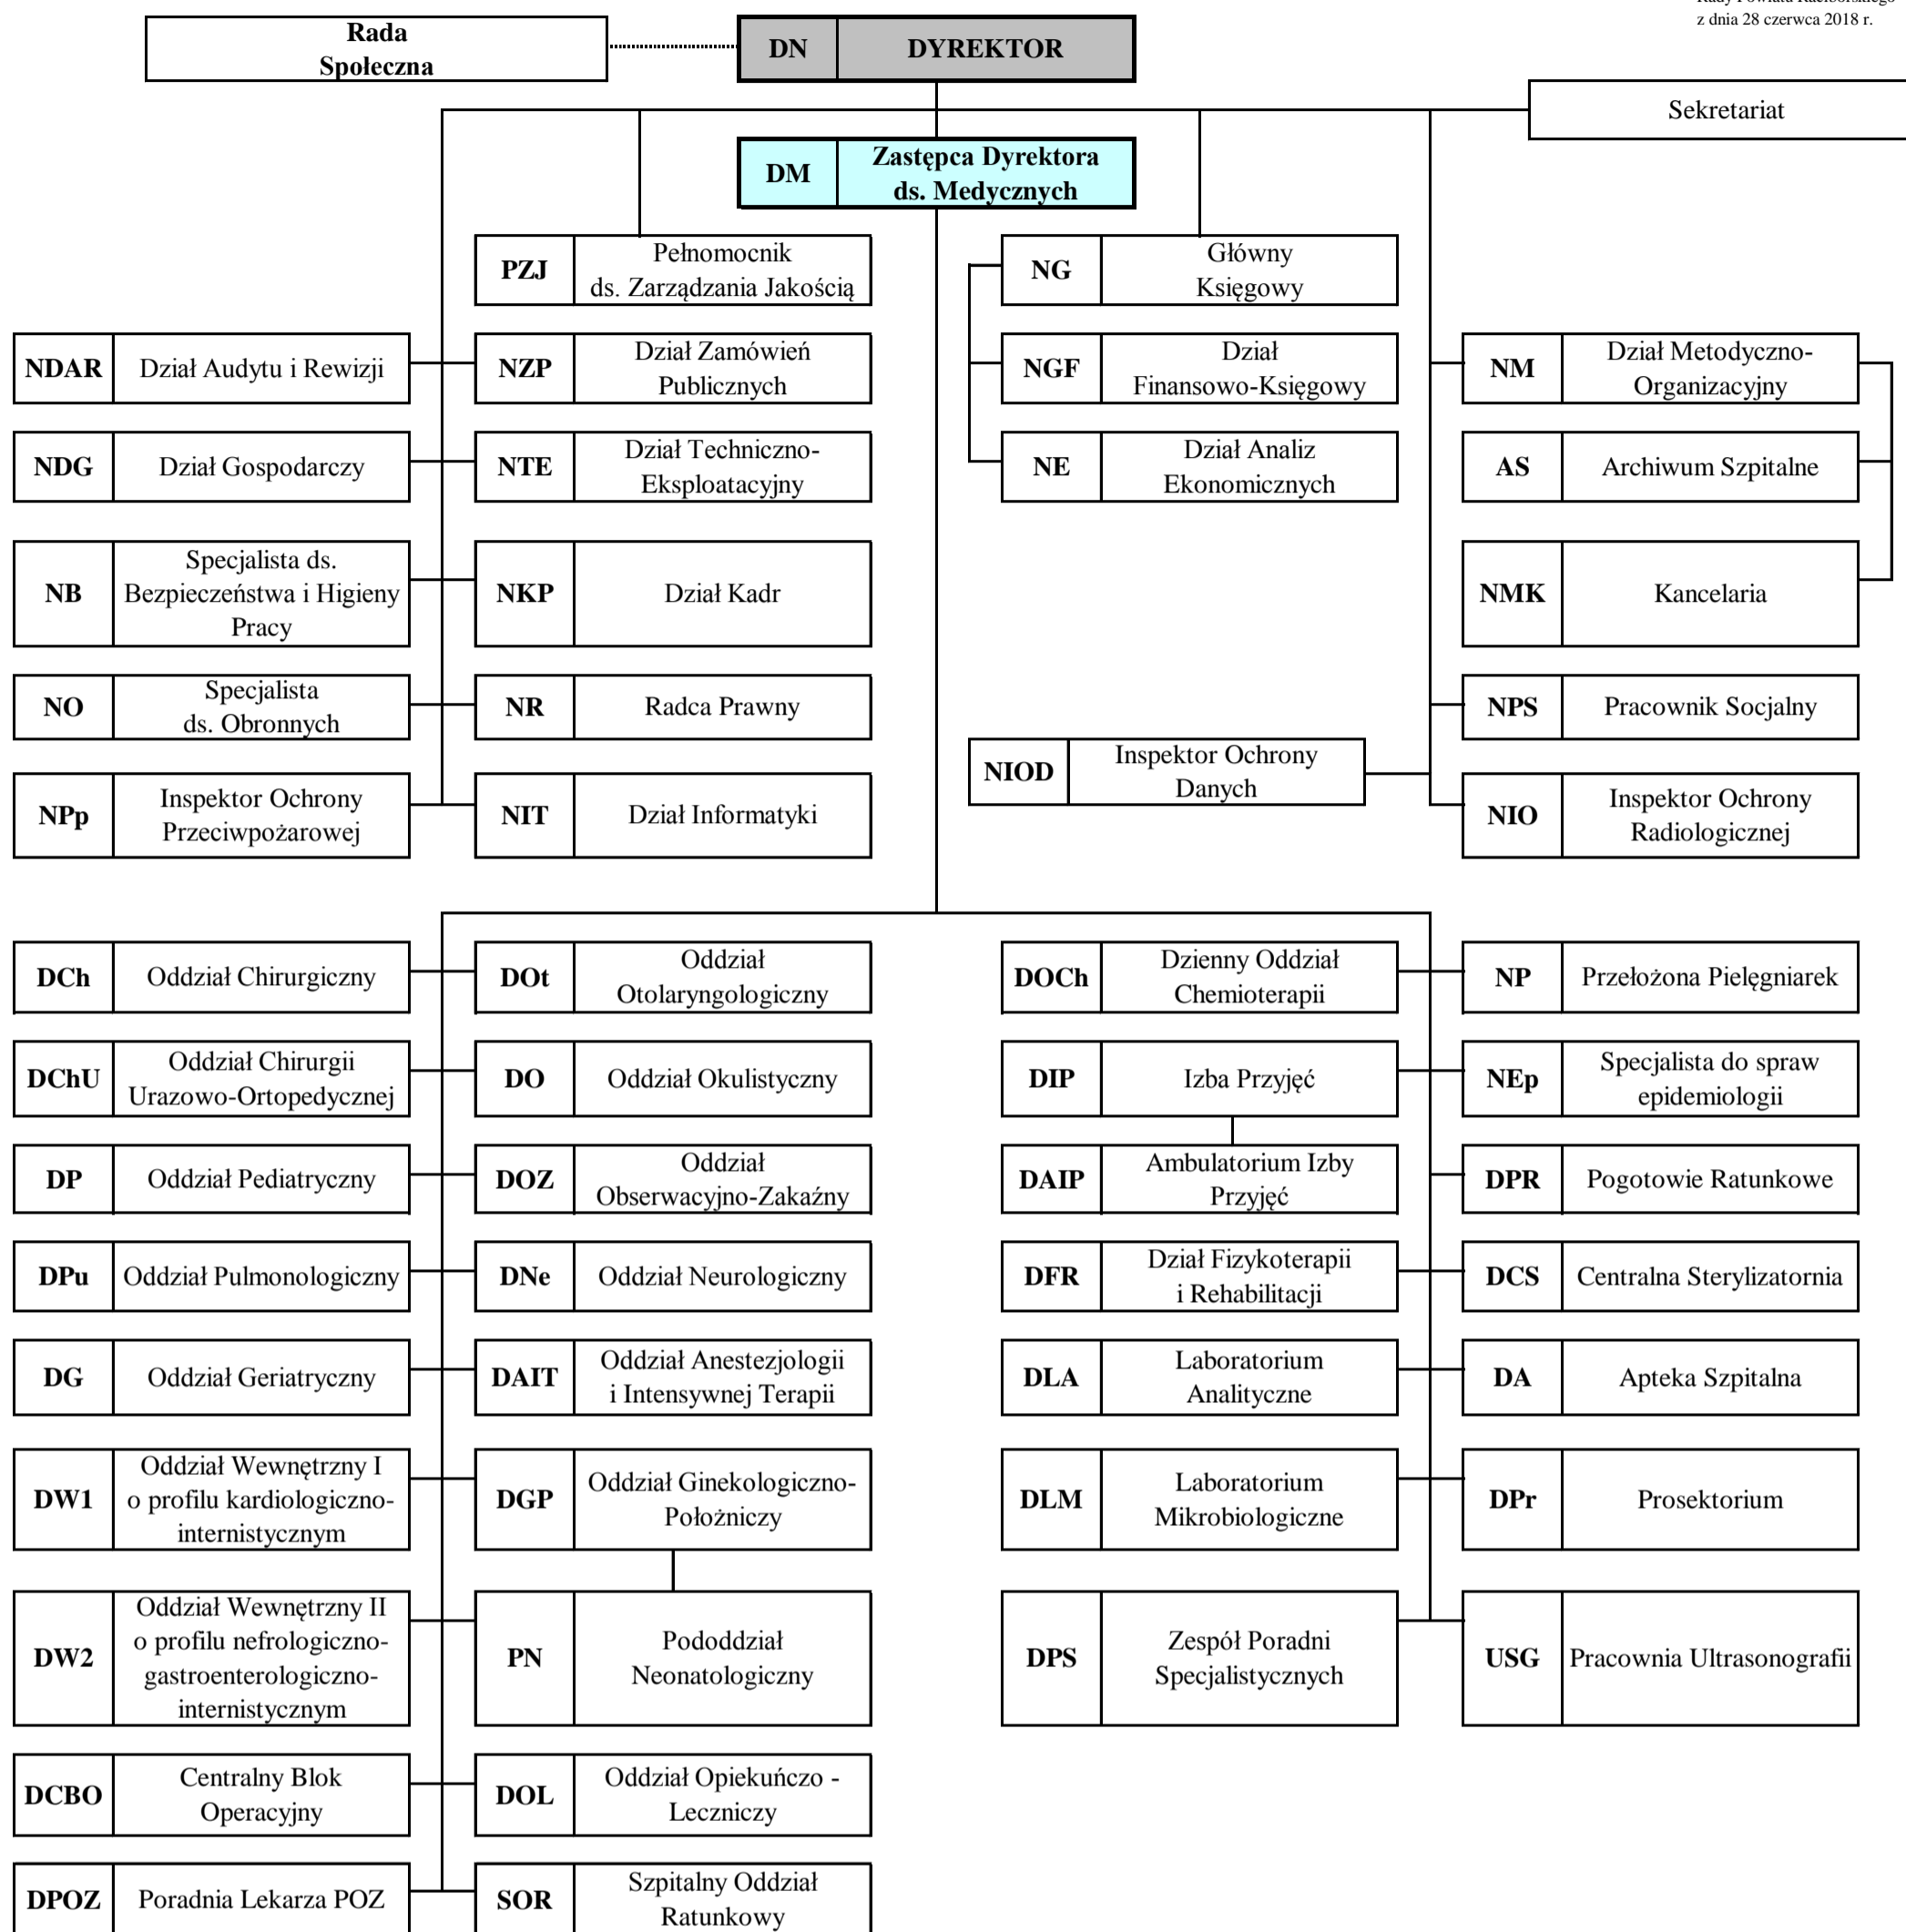 Rady Powiatu Raciborskiego
z dnia 28 czerwca 2018 r.
Rada
Społeczna
DN
DYREKTOR
Sekretariat
DM
Zastępca Dyrektora
ds. Medycznych
PZJ
Pełnomocnik
ds. Zarządzania Jakością
NG
Główny
Księgowy
NDAR
Dział Audytu i Rewizji
NZP
Dział Zamówień
Publicznych
NGF
Dział
Finansowo-Księgowy
NM
Dział Metodyczno-
Organizacyjny
NDG
Dział Gospodarczy
NTE
Dział Techniczno-
Eksploatacyjny
NE
Dział Analiz
Ekonomicznych
AS
Archiwum Szpitalne
NB
Specjalista ds.
Bezpieczeństwa i Higieny
Pracy
NKP
Dział Kadr
NMK
Kancelaria
NO
Specjalista
ds. Obronnych
NR
Radca Prawny
NPS
Pracownik Socjalny
NIOD
Inspektor Ochrony
Danych
NPp
Inspektor Ochrony
Przeciwpożarowej
NIT
Dział Informatyki
NIO
Inspektor Ochrony
Radiologicznej
DCh
Oddział Chirurgiczny
DOt
Oddział
Otolaryngologiczny
DOCh
Dzienny Oddział
Chemioterapii
NP
Przełożona Pielęgniarek
DChU
Oddział Chirurgii
Urazowo-Ortopedycznej
DO
Oddział Okulistyczny
DIP
Izba Przyjęć
NEp
Specjalista do spraw
epidemiologii
DP
Oddział Pediatryczny
DOZ
Oddział
Obserwacyjno-Zakaźny
DAIP
Ambulatorium Izby
Przyjęć
DPR
Pogotowie Ratunkowe
DPu
Oddział Pulmonologiczny
DNe
Oddział Neurologiczny
DFR
Dział Fizykoterapii
i Rehabilitacji
DCS
Centralna Sterylizatornia
DG
Oddział Geriatryczny
DAIT
Oddział Anestezjologii
i Intensywnej Terapii
DLA
Laboratorium
Analityczne
DA
Apteka Szpitalna
DW1
Oddział Wewnętrzny I
o profilu kardiologiczno-
internistycznym
DGP
Oddział Ginekologiczno-
Położniczy
DLM
Laboratorium
Mikrobiologiczne
DPr
Prosektorium
DW2
Oddział Wewnętrzny II
o profilu nefrologiczno-
gastroenterologiczno-
internistycznym
PN
Pododdział
Neonatologiczny
DPS
Zespół Poradni
Specjalistycznych
USG
Pracownia Ultrasonografii
DCBO
Centralny Blok
Operacyjny
DOL
Oddział Opiekuńczo -
Leczniczy
DPOZ
Poradnia Lekarza POZ
SOR
Szpitalny Oddział
Ratunkowy